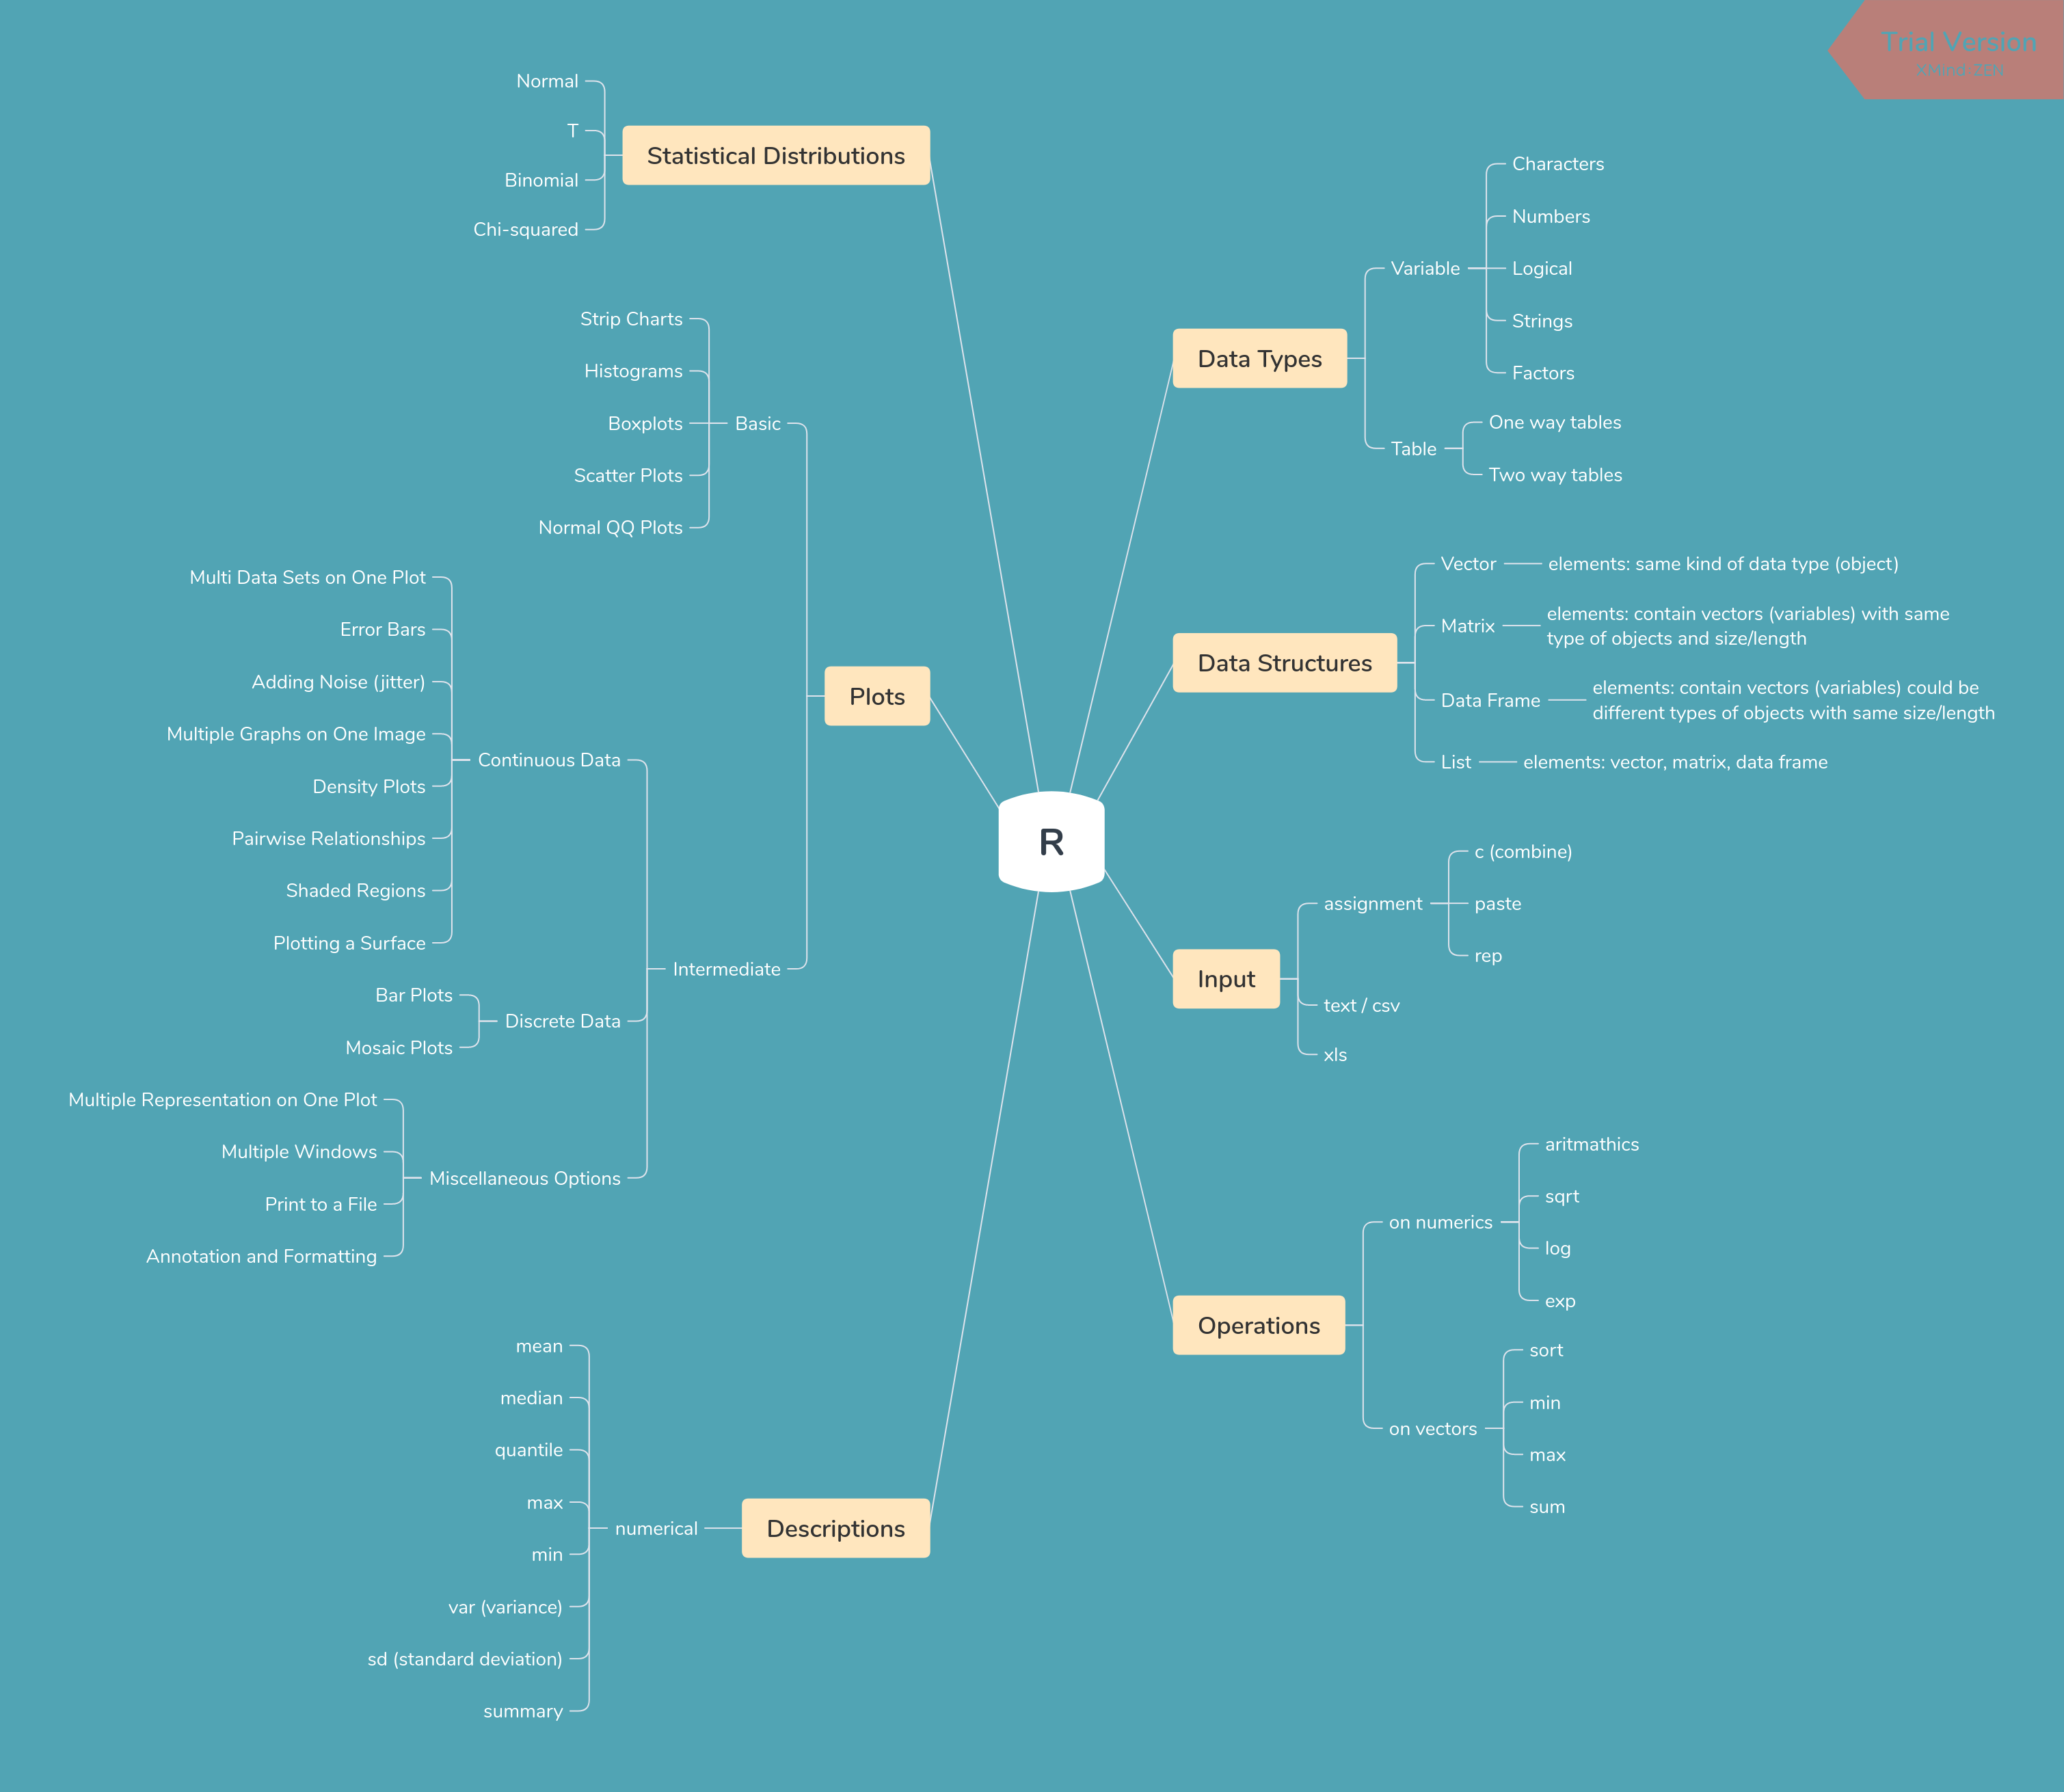 Trial Version
XMind-ZEN
R
Statistical Distributions
Normal
T
Binomial
Chi-squared
Plots
Basic
Strip Charts
Histograms
Boxplots
Scatter Plots
Normal QQ Plots
Intermediate
Continuous Data
Multi Data Sets on One Plot
Error Bars
Adding Noise (jitter)
Multiple Graphs on One Image
Density Plots
Pairwise Relationships
Shaded Regions
Plotting a Surface
Discrete Data
Bar Plots
Mosaic Plots
Miscellaneous Options
Multiple Representation on One Plot
Multiple Windows
Print to a File
Annotation and Formatting
Descriptions
numerical
mean
median
quantile
max
min
var (variance)
sd (standard deviation)
summary
Data Types
Variable
Characters
Numbers
Logical
Strings
Factors
Table
One way tables
Two way tables
Data Structures
Vector
elements: same kind of data type (object)
Matrix
elements: contain vectors (variables) with same
type of objects and size/length
Data Frame
elements: contain vectors (variables) could be
different types of objects with same size/length
List
elements: vector, matrix, data frame
Input
assignment
c (combine)
paste
rep
text / csv
xls
Operations
on numerics
aritmathics
sqrt
log
exp
on vectors
sort
min
max
sum